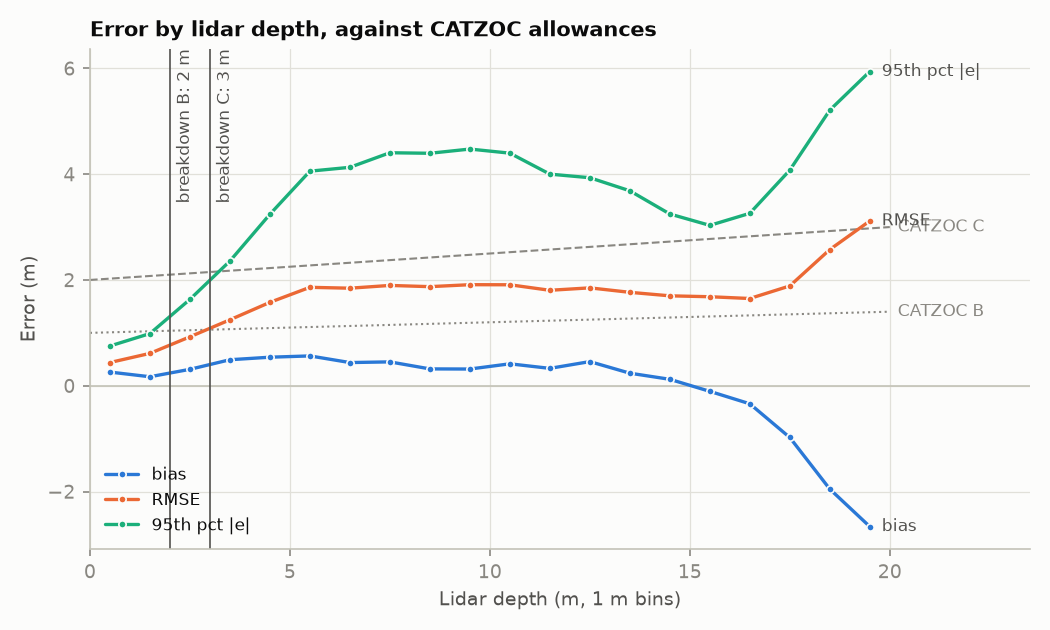 Error by lidar depth, against CATZOC allowances
breakdown B: 2 m
breakdown C: 3 m
6
4
2
0
−2
Error (m)
95th pct |e|
RMSE
CATZOC C
CATZOC B
bias
bias
RMSE
95th pct |e|
0
5
10
15
20
Lidar depth (m, 1 m bins)